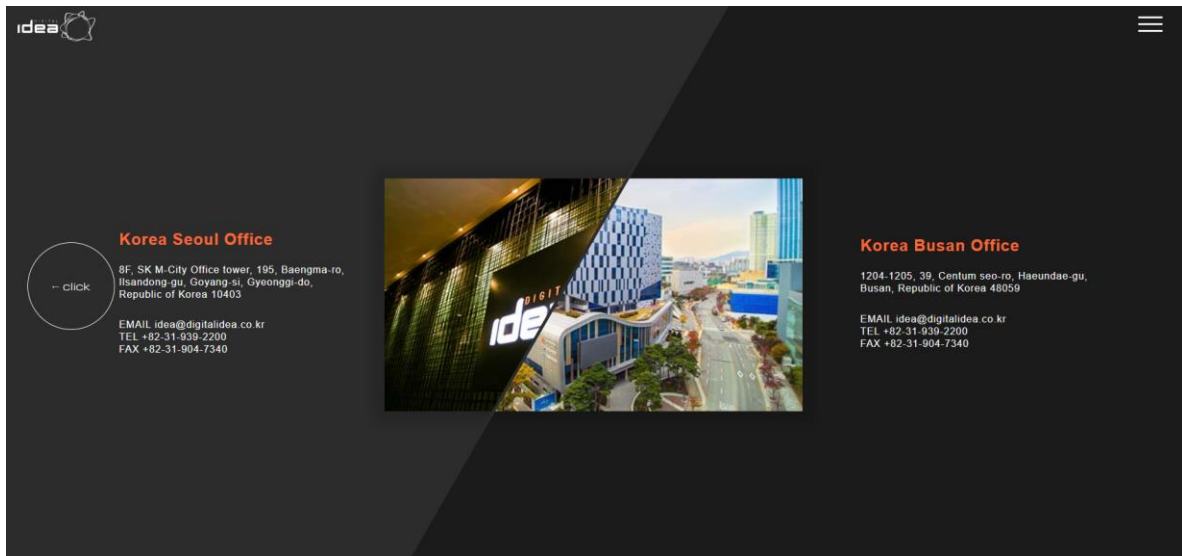 DIGITAL
idea
Korea Seoul Office
8F, SK M-City Office tower, 195, Baengma-ro,
Ilsandong-gu, Goyang-si, Gyeonggi-do,
Republic of Korea 10403
EMAIL idea@digitalidea.co.kr
TEL +82-31-939-2200
FAX +82-31-904-7340
←click
DIGIT
ide
Korea Busan Office
1204-1205, 39, Centum seo-ro, Haeundae-gu,
Busan, Republic of Korea 48059
EMAIL idea@digitalidea.co.kr
TEL +82-31-939-2200
FAX +82-31-904-7340